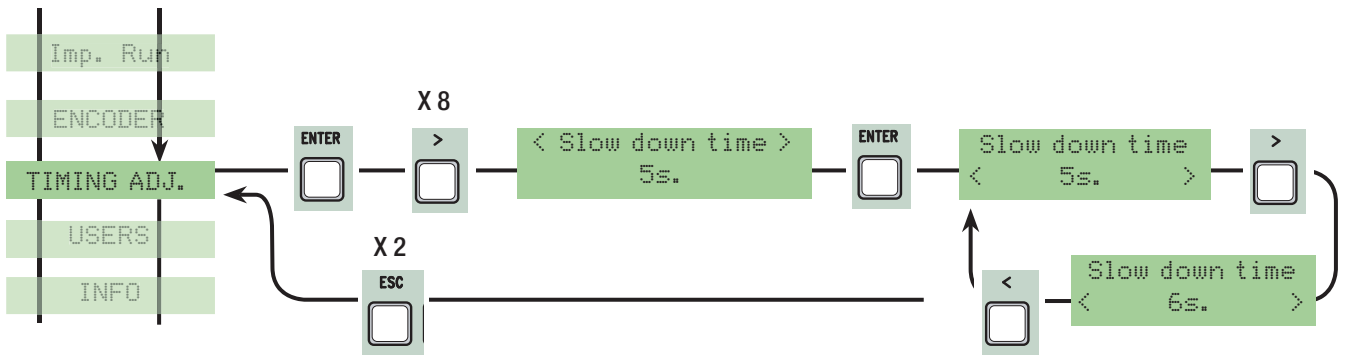 Imp. Run
ENCODER
TIMING ADJ.
USERS
INFO
ENTER
X 8
>
< Slow down time >
5s.
ENTER
Slow down time
< 5s. >
>
Slow down time
< 6s. >
<
X 2
ESC